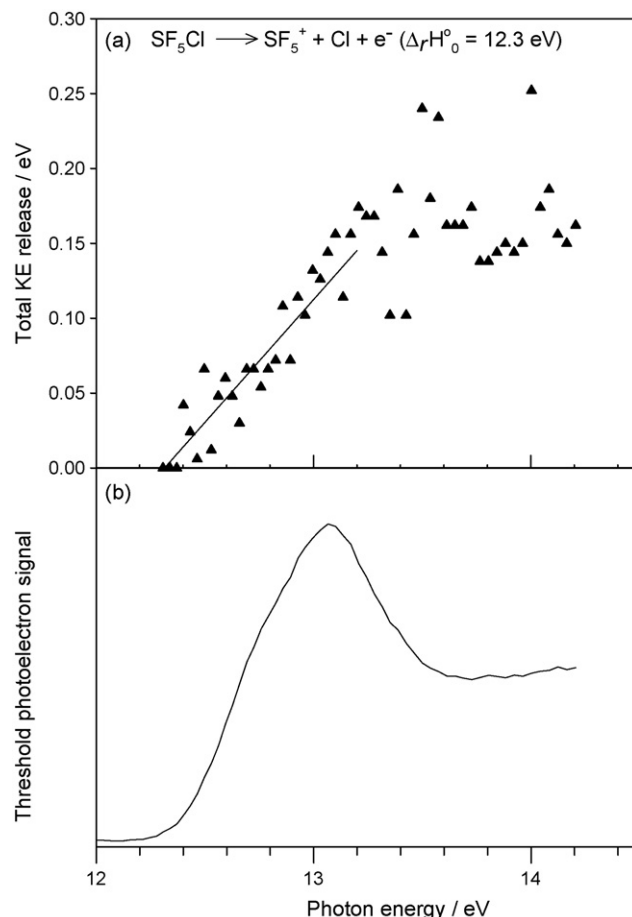 0.30
(a) SF₅Cl ⟶ SF₅⁺ + Cl + e⁻ (ΔᵣH°₀ = 12.3 eV)
0.25
0.20
0.15
0.10
0.05
0.00
Total KE release / eV
(b)
Threshold photoelectron signal
12 13 14
Photon energy / eV